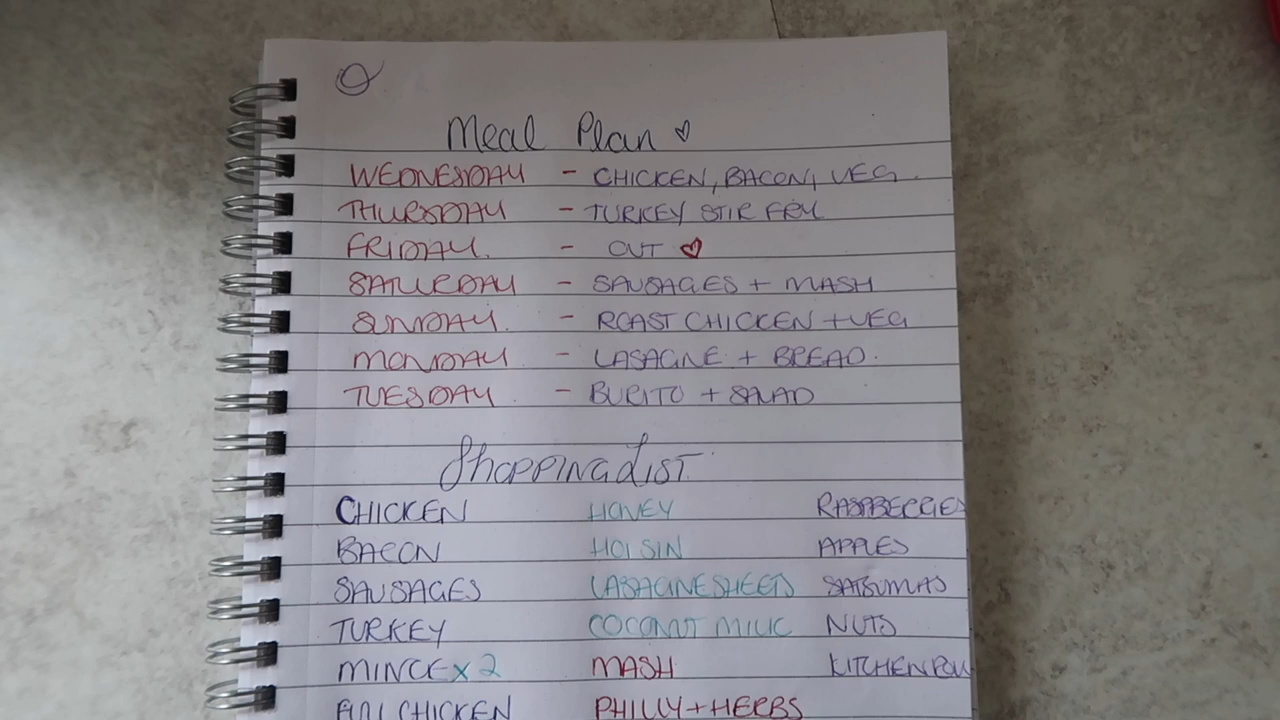 Meal Plan
WEDNESDAY - CHICKEN, BACON, VEG.
THURSDAY - TURKEY STIR FRY
FRIDAY. - OUT
SATURDAY - SAUSAGES + MASH
SUNDAY. - ROAST CHICKEN + VEG
MONDAY - LASAGNE + BREAD.
TUESDAY - BURITO + SALAD
Shopping List.
CHICKEN HONEY RASPBERRIES
BACON HOISIN APPLES
SAUSAGES LASAGNE SHEETS SATSUMAS
TURKEY COCONUT MILK NUTS
MINCE x 2 MASH KITCHEN
CHICKEN PHILLY + HERBS